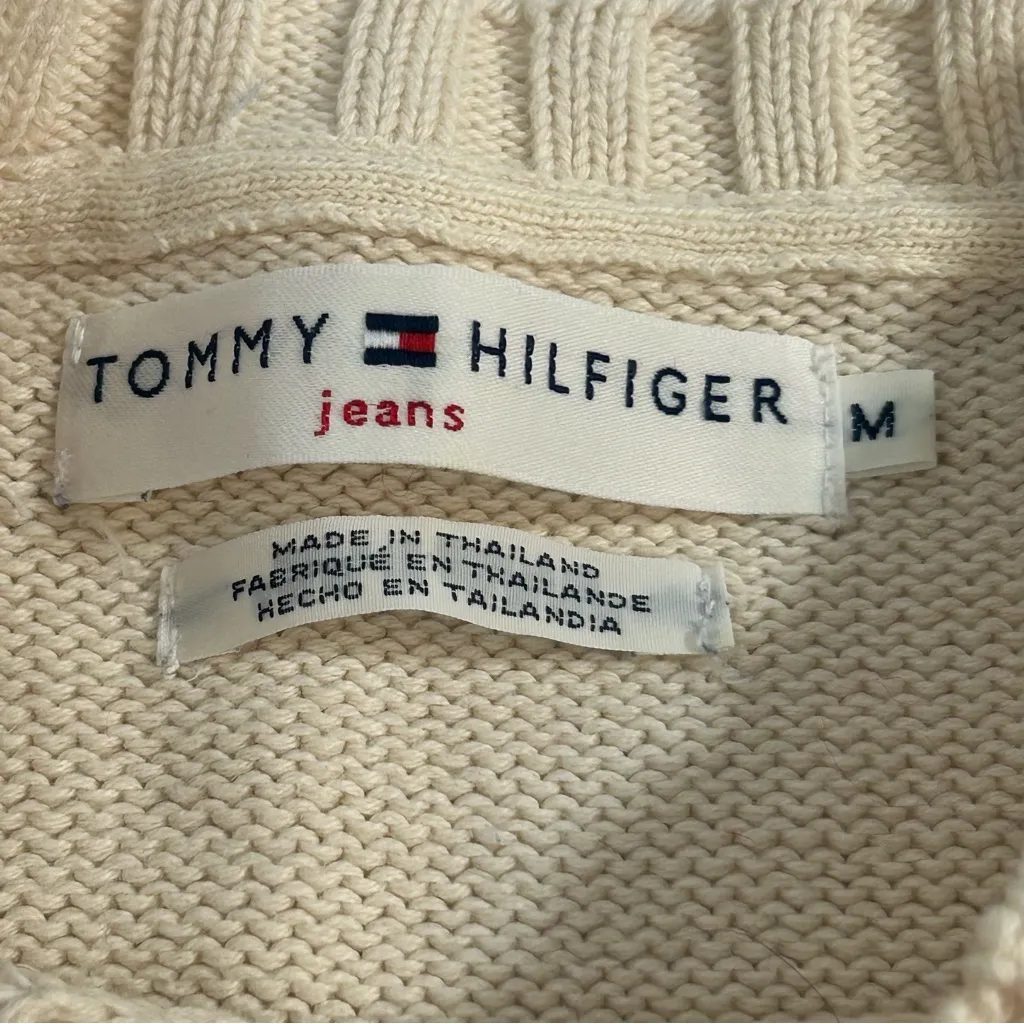 TOMMY HILFIGER
jeans
M
MADE IN THAILAND
FABRIQUÉ EN THAILANDE
HECHO EN TAILANDIA